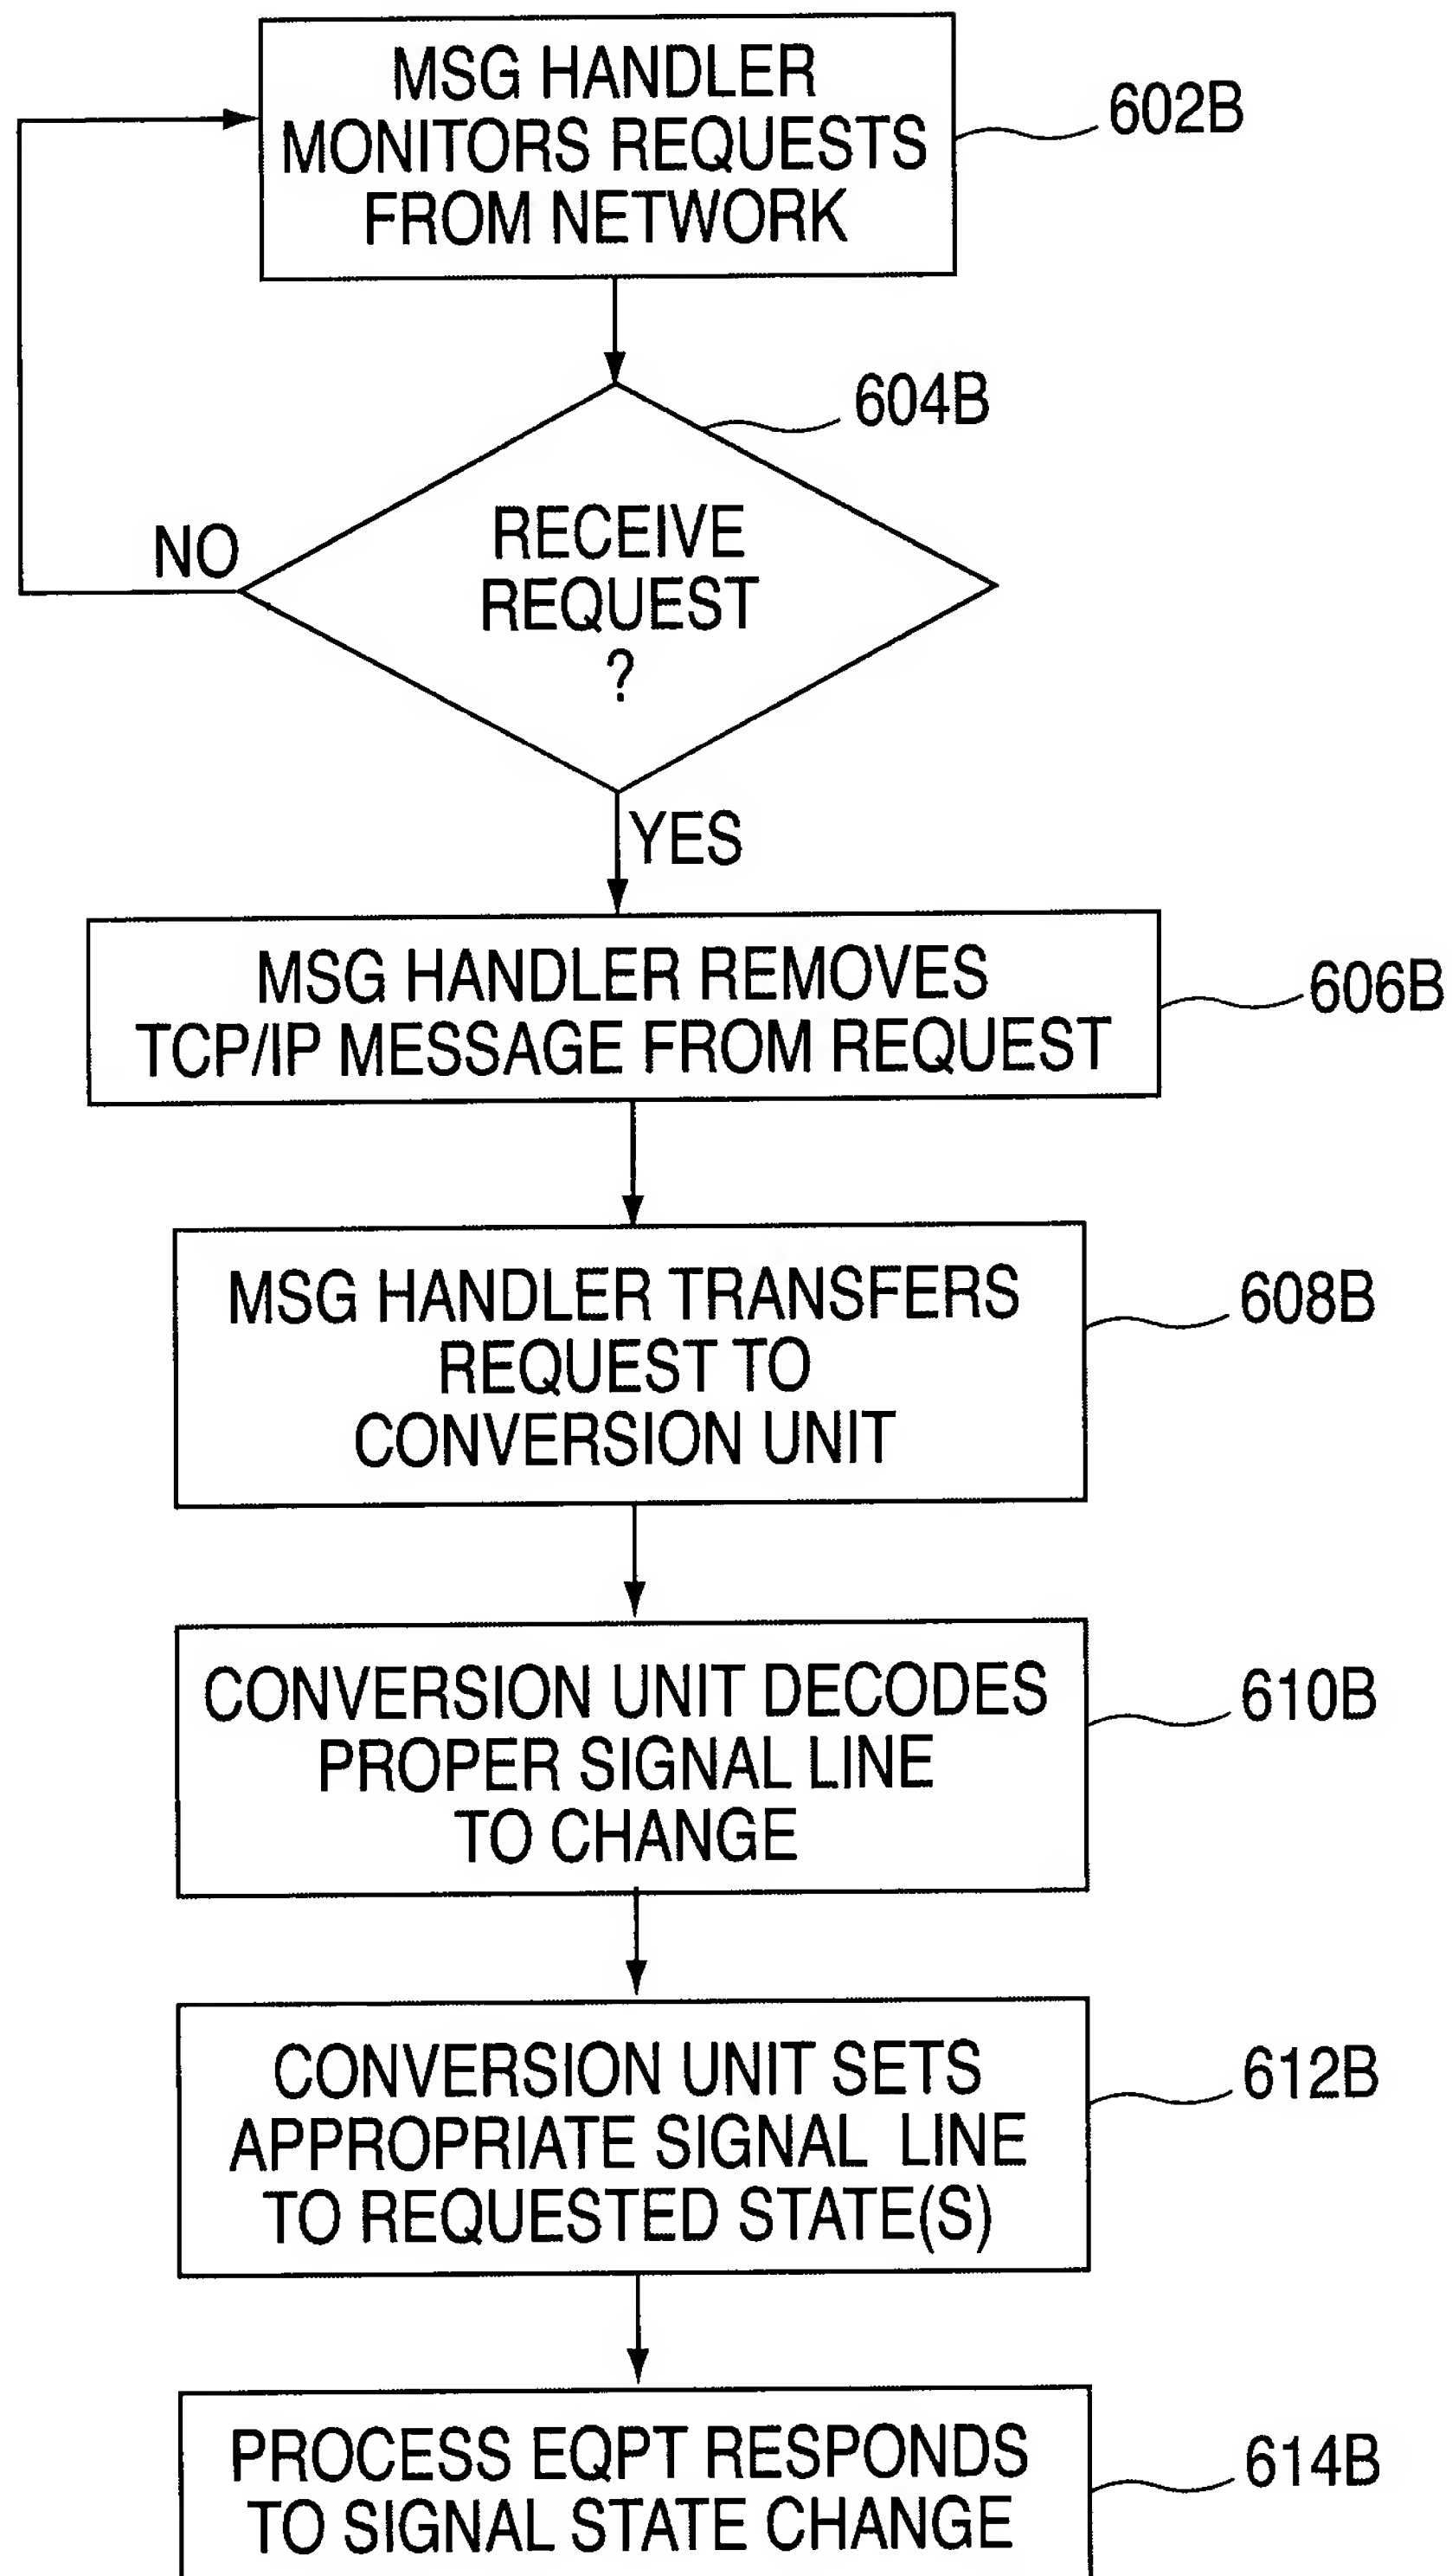 MSG HANDLER
MONITORS REQUESTS
FROM NETWORK
602B
604B
RECEIVE
REQUEST
?
NO
YES
MSG HANDLER REMOVES
TCP/IP MESSAGE FROM REQUEST
606B
MSG HANDLER TRANSFERS
REQUEST TO
CONVERSION UNIT
608B
CONVERSION UNIT DECODES
PROPER SIGNAL LINE
TO CHANGE
610B
CONVERSION UNIT SETS
APPROPRIATE SIGNAL LINE
TO REQUESTED STATE(S)
612B
PROCESS EQPT RESPONDS
TO SIGNAL STATE CHANGE
614B